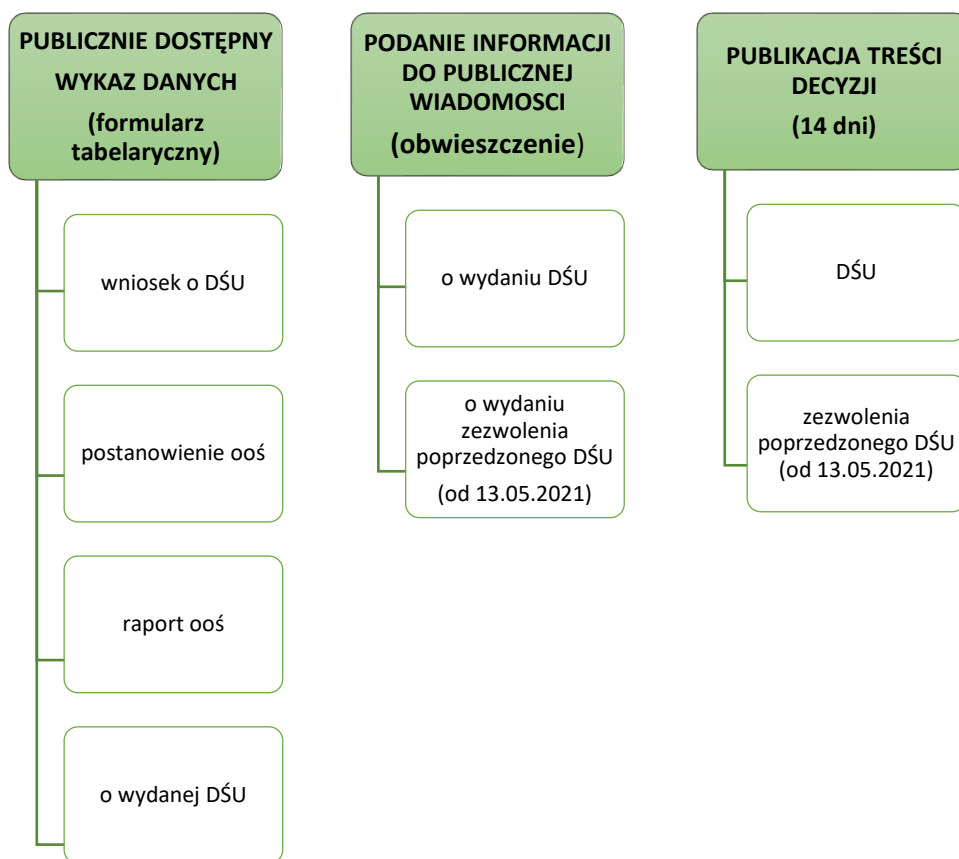 PUBLICZNIE DOSTĘPNY
WYKAZ DANYCH
(formularz
tabelaryczny)
wniosek o DŚU
postanowienie ooś
raport ooś
o wydanej DŚU
PODANIE INFORMACJI
DO PUBLICZNEJ
WIADOMOSCI
(obwieszczenie)
o wydaniu DŚU
o wydaniu
zezwolenia
poprzedzonego DŚU
(od 13.05.2021)
PUBLIKACJA TREŚCI
DECYZJI
(14 dni)
DŚU
zezwolenia
poprzedzonego DŚU
(od 13.05.2021)